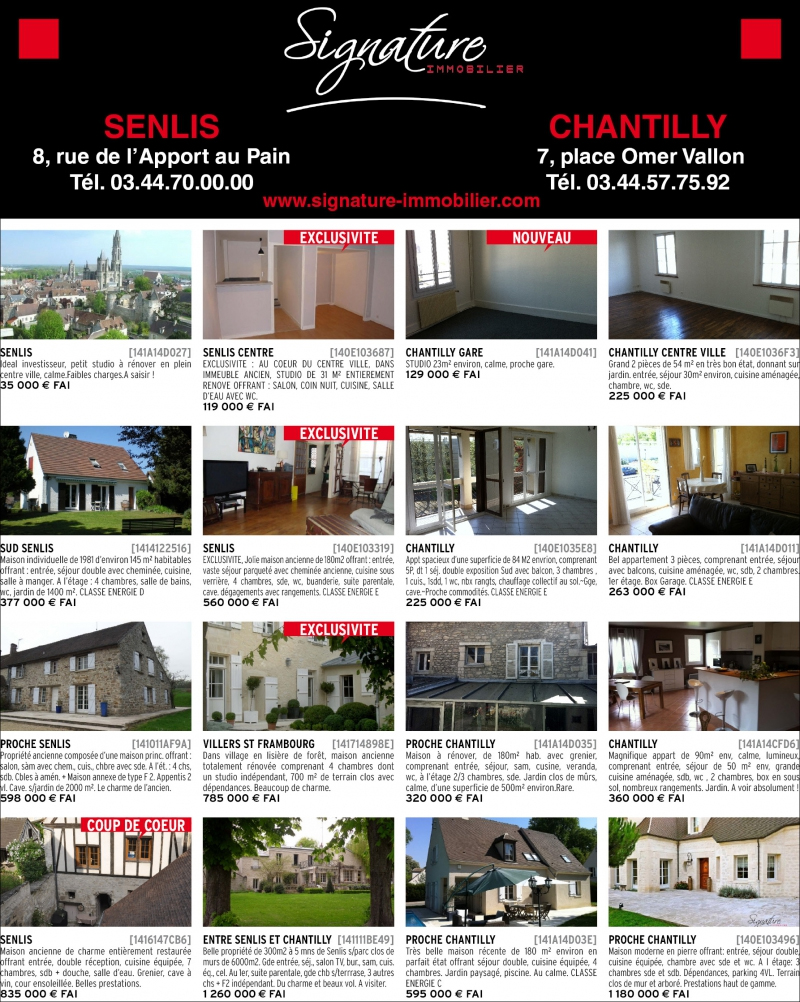 Signature
IMMOBILIER
SENLIS
8, rue de l'Apport au Pain
Tél. 03.44.70.00.00
CHANTILLY
7, place Omer Vallon
Tél. 03.44.57.75.92
www.signature-immobilier.com
SENLIS [141A14D027]
Ideal investisseur, petit studio à rénover en plein
centre ville, calme.Faibles charges.A saisir !
35 000 € FAI
EXCLUSIVITE
SENLIS CENTRE [140E103687]
EXCLUSIVITE : AU COEUR DU CENTRE VILLE, DANS
IMMEUBLE ANCIEN, STUDIO DE 31 M² ENTIEREMENT
RENOVE OFFRANT : SALON, COIN NUIT, CUISINE, SALLE
D'EAU AVEC WC.
119 000 € FAI
NOUVEAU
CHANTILLY GARE [141A14D041]
STUDIO 23m² environ, calme, proche gare.
129 000 € FAI
CHANTILLY CENTRE VILLE [140E1036F3]
Grand 2 pièces de 54 m² en très bon état, donnant sur
jardin. entrée, séjour 30m² environ, cuisine aménagée,
chambre, wc, sde.
225 000 € FAI
SUD SENLIS [1414122516]
Maison individuelle de 1981 d'environ 145 m² habitables
offrant : entrée, séjour double avec cheminée, cuisine,
salle à manger. A l'étage : 4 chambres, salle de bains,
wc, jardin de 1400 m². CLASSE ENERGIE D
377 000 € FAI
EXCLUSIVITE
SENLIS [140E103319]
EXCLUSIVITE, Jolie maison ancienne de 180m2 offrant : entrée,
vaste séjour parqueté avec cheminée ancienne, cuisine sous
verrière, 4 chambres, sde, wc, buanderie, suite parentale,
cave. dégagements avec rangements. CLASSE ENERGIE E
560 000 € FAI
CHANTILLY [140E1035E8]
Appt spacieux d'une superficie de 84 M2 envrion, comprenant
5P, dt 1 séj, double exposition Sud avec balcon, 3 chambres ,
1 cuis., 1sdd, 1 wc, nbx rangts, chauffage collectif au sol.-Gge,
cave.-Proche commodités. CLASSE ENERGIE E
225 000 € FAI
CHANTILLY [141A14D011]
Bel appartement 3 pièces, comprenant entrée, séjour
avec balcons, cuisine aménagée, wc, sdb, 2 chambres.
1er étage. Box Garage. CLASSE ENERGIE E
263 000 € FAI
PROCHE SENLIS [141011AF9A]
Propriété ancienne composée d'une maison princ. offrant :
salon, sàm avec chem., cuis., chbre avec sde. A l'ét. : 4 chs,
sdb. Cbles à amén. + Maison annexe de type F 2. Appentis 2
vl. Cave. s/jardin de 2000 m². Le charme de l'ancien.
598 000 € FAI
EXCLUSIVITE
VILLERS ST FRAMBOURG [141714898E]
Dans village en lisière de forêt, maison ancienne
totalement rénovée comprenant 4 chambres dont
un studio indépendant, 700 m² de terrain clos avec
dépendances. Beaucoup de charme.
785 000 € FAI
PROCHE CHANTILLY [141A14D035]
Maison à rénover, de 180m² hab. avec grenier,
comprenant entrée, séjour, sam, cuisine, veranda,
wc, à l'étage 2/3 chambres, sde. Jardin clos de mûrs,
calme, d'une superficie de 500m² environ.Rare.
320 000 € FAI
CHANTILLY [141A14CFD6]
Magnifique appart de 90m² env, calme, lumineux,
comprenant entrée, séjour de 50 m² env, grande
cuisine aménagée, sdb, wc , 2 chambres, box en sous
sol, nombreux rangements. Jardin. A voir absolument !
360 000 € FAI
COUP DE COEUR
SENLIS [1416147CB6]
Maison ancienne de charme entièrement restaurée
offrant entrée, double réception, cuisine équipée, 7
chambres, sdb + douche, salle d'eau. Grenier, cave à
vin, cour ensoleillée. Belles prestations.
835 000 € FAI
ENTRE SENLIS ET CHANTILLY [141111BE49]
Belle propriété de 300m2 à 5 mns de Senlis s/parc clos de
murs de 6000m2. Gde entrée, séj., salon TV, bur., sam, cuis.
éq., cel. Au 1er, suite parentale, gde chb s/terrrase, 3 autres
chs + F2 indépendant. Du charme et beaux vol. A visiter.
1 260 000 € FAI
PROCHE CHANTILLY [141A14D03E]
Très belle maison récente de 180 m² environ en
parfait état offrant séjour double, cuisine équipée, 4
chambres. Jardin paysagé, piscine. Au calme. CLASSE
ENERGIE C
595 000 € FAI
Signature
PROCHE CHANTILLY [140E103496]
Maison moderne en pierre offrant: entrée, séjour double,
cuisine équipée, chambre avec sde et wc. A 1 étage: 3
chambres sde et sdb. Dépendances, parking 4VL. Terrain
clos de mur et arboré. Prestations haut de gamme.
1 180 000 € FAI